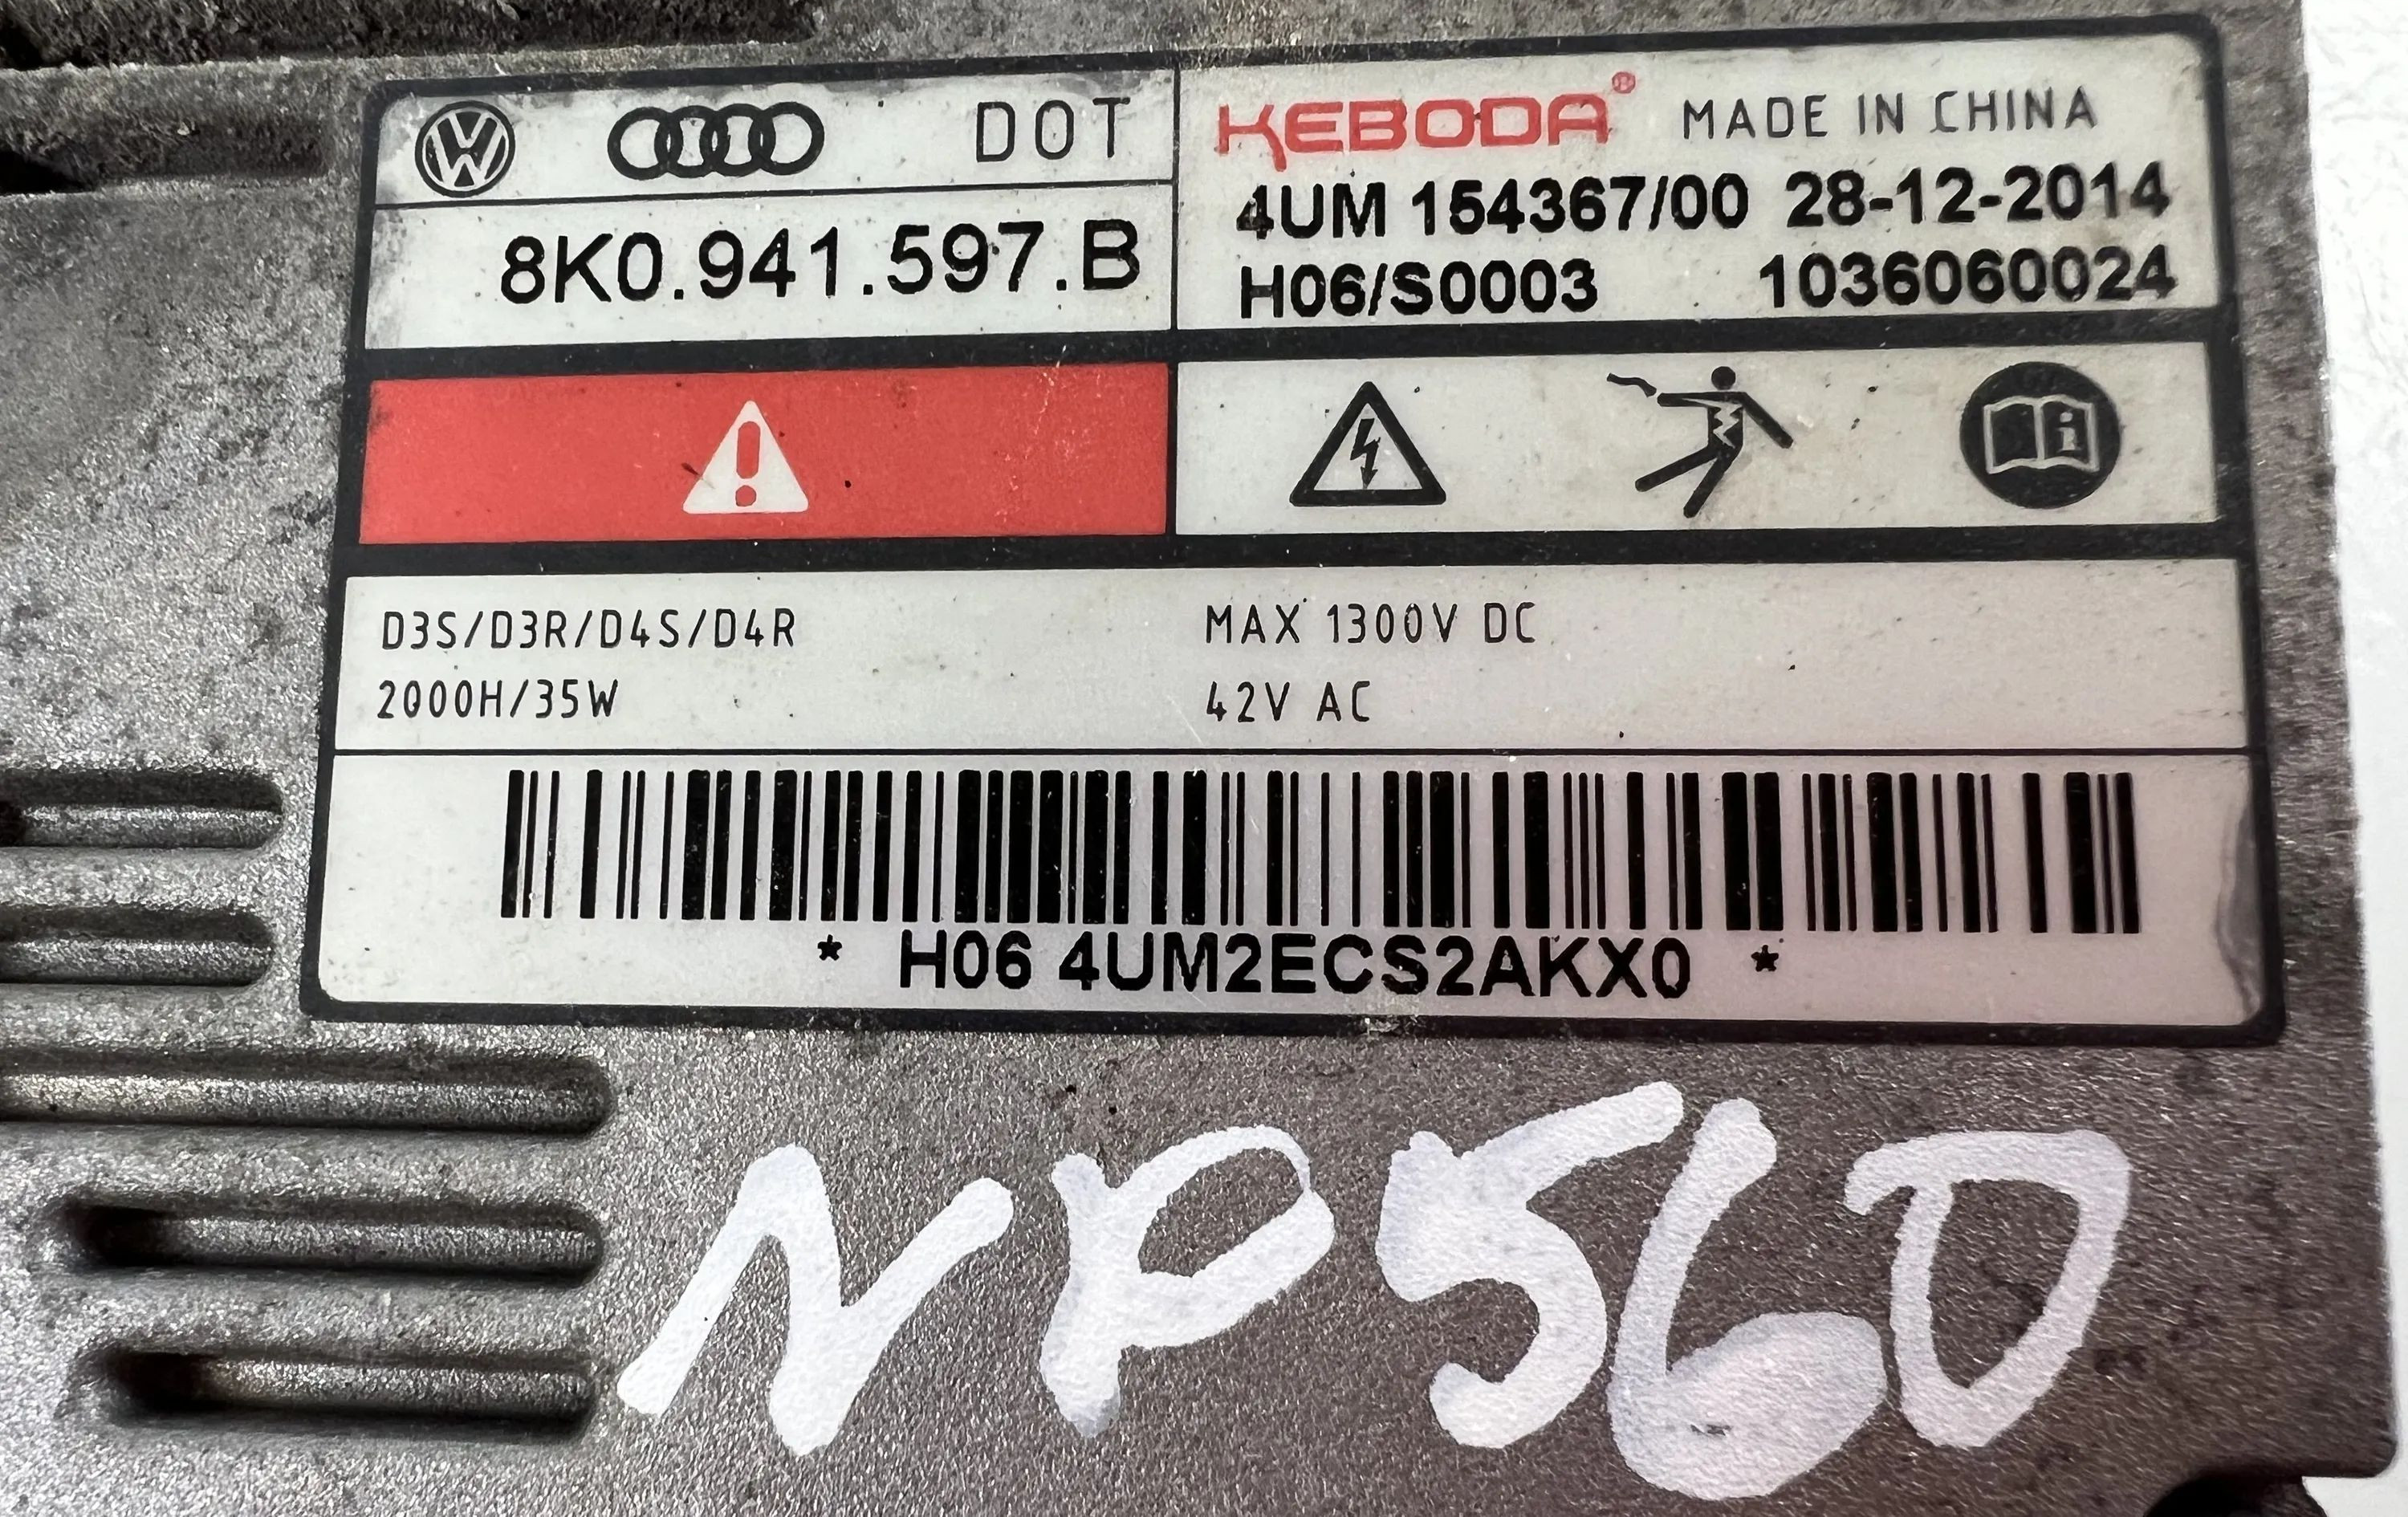 DOT
8K0.941.597.B
KEBODA® MADE IN CHINA
4UM 154367/00 28-12-2014
H06/S0003 1036060024
D3S/D3R/D4S/D4R
2000H/35W
MAX 1300V DC
42V AC
* H06 4UM2ECS2AKX0 *
NP560